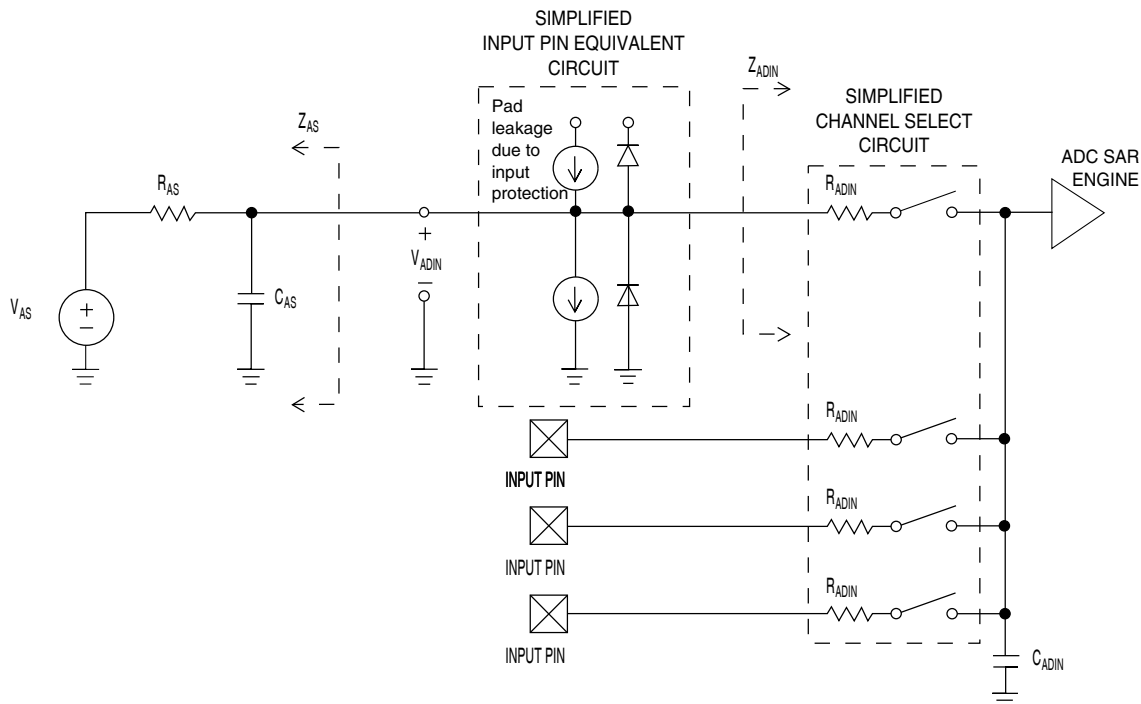 SIMPLIFIED
INPUT PIN EQUIVALENT
CIRCUIT
Pad
leakage
due to
input
protection
Z_ADIN
SIMPLIFIED
CHANNEL SELECT
CIRCUIT
ADC SAR
ENGINE
Z_AS
R_AS
R_ADIN
+
V_ADIN
–
C_AS
V_AS
+
–
R_ADIN
INPUT PIN
R_ADIN
INPUT PIN
R_ADIN
INPUT PIN
C_ADIN